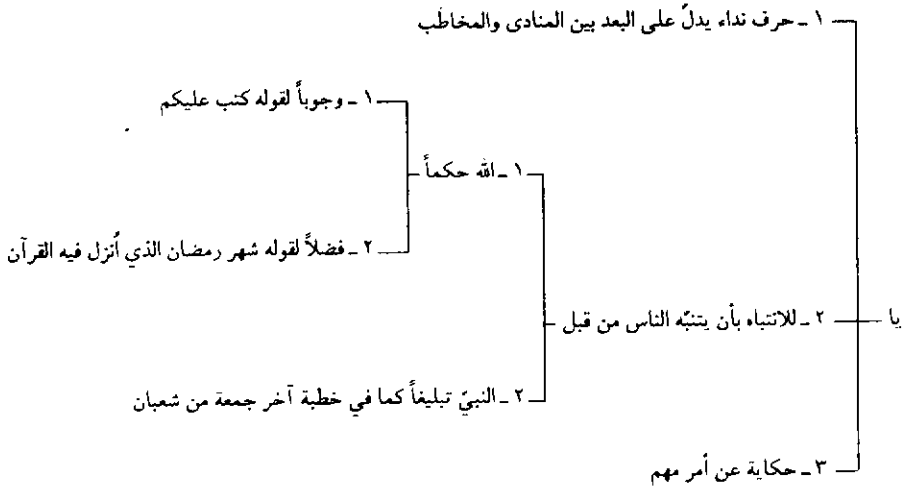 ١ ـ حرف نداء يدلّ على البعد بين المنادى والمخاطب
١ ـ وجوباً لقوله كتب عليكم
١ ـ الله حكماً
٢ ـ فضلاً لقوله شهر رمضان الذي أُنزل فيه القرآن
يا
٢ ـ للانتباه بأن يتنبّه الناس من قبل
٢ ـ النبيّ تبليغاً كما في خطبة آخر جمعة من شعبان
٣ ـ حكاية عن أمر مهم